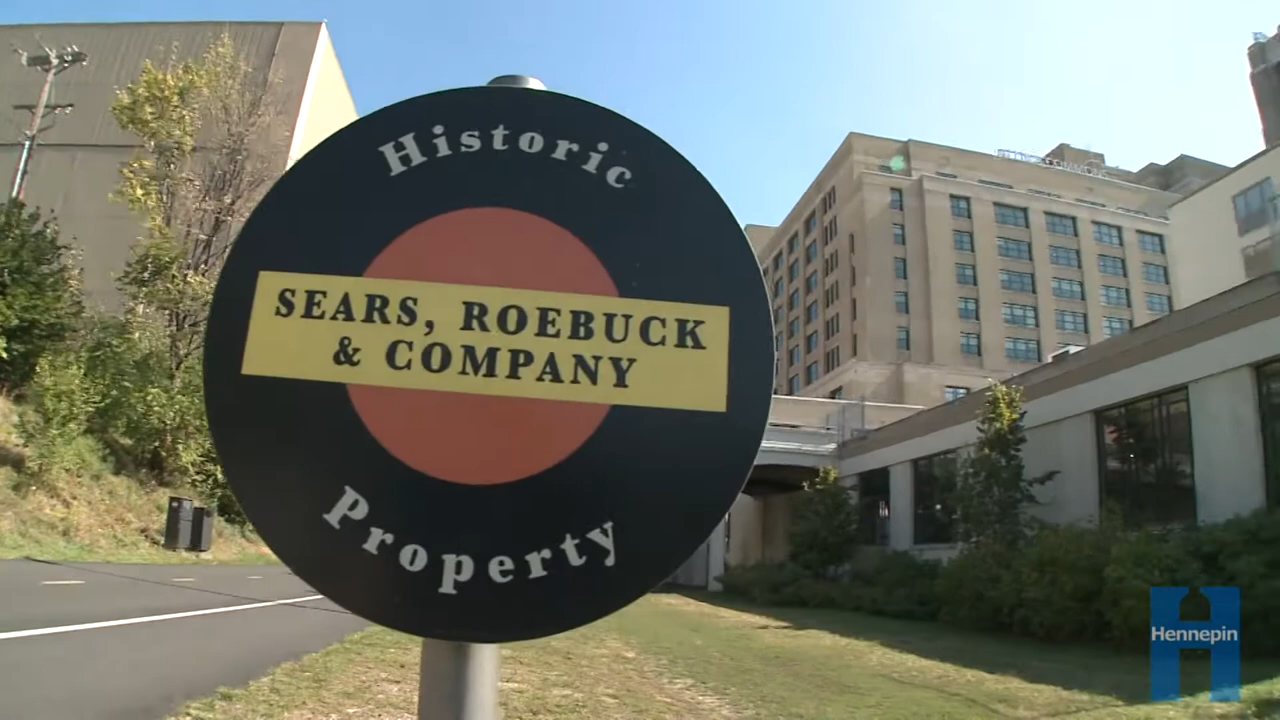 Historic
SEARS, ROEBUCK
& COMPANY
Property
Hennepin